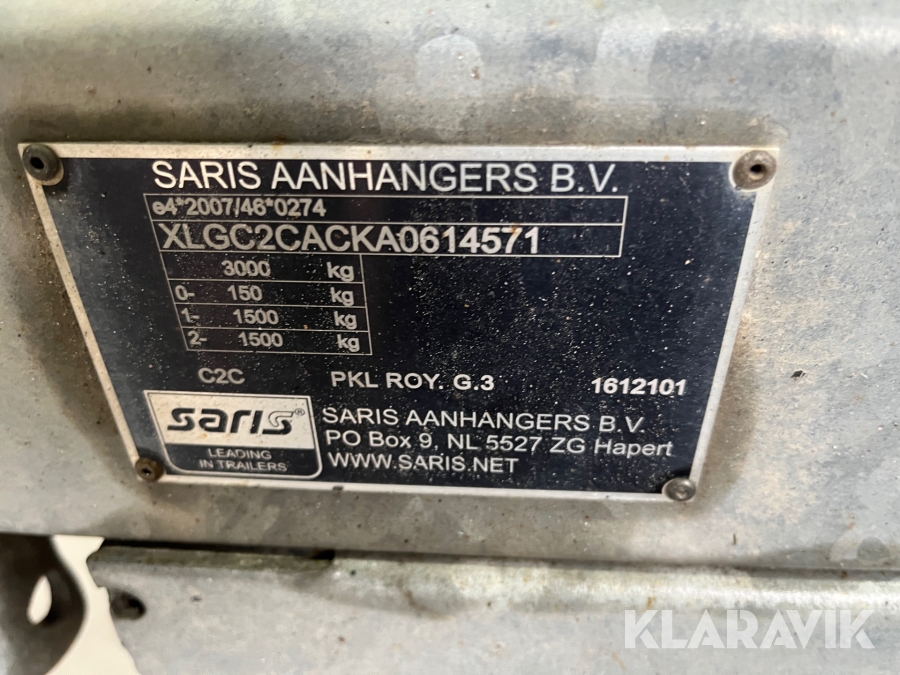 SARIS AANHANGERS B.V.
e4*2007/46*0274
XLGC2CACKA0614571
3000 kg
0- 150 kg
1- 1500 kg
2- 1500 kg
C2C PKL ROY. G.3 1612101
saris®
LEADING
IN TRAILERS
SARIS AANHANGERS B.V.
PO Box 9, NL 5527 ZG Hapert
WWW.SARIS.NET
KLARAVIK